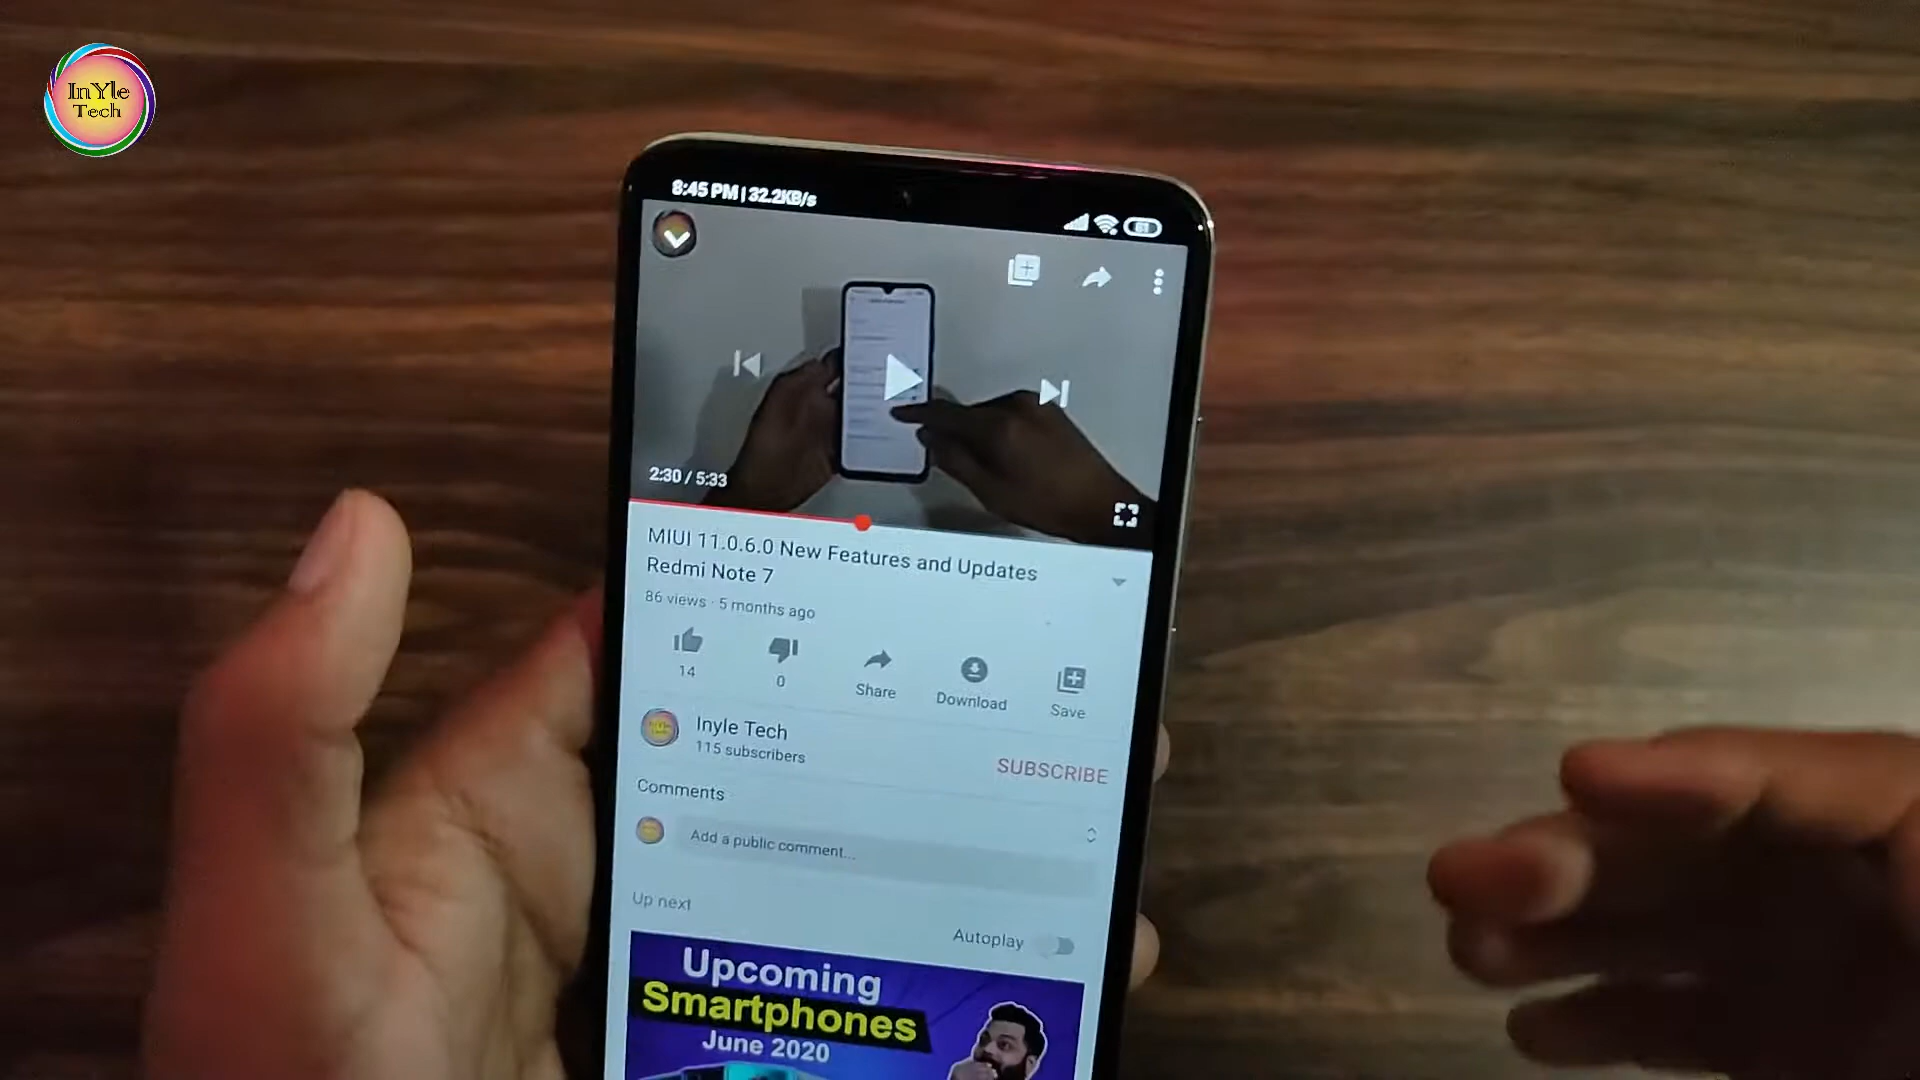 InYle
Tech
8:45 PM | 32.2KB/s
61
2:30 / 5:33
MIUI 11.0.6.0 New Features and Updates
Redmi Note 7
86 views · 5 months ago
14
0
Share
Download
Save
Inyle Tech
115 subscribers
SUBSCRIBE
Comments
Add a public comment...
Up next
Autoplay
Upcoming
Smartphones
June 2020